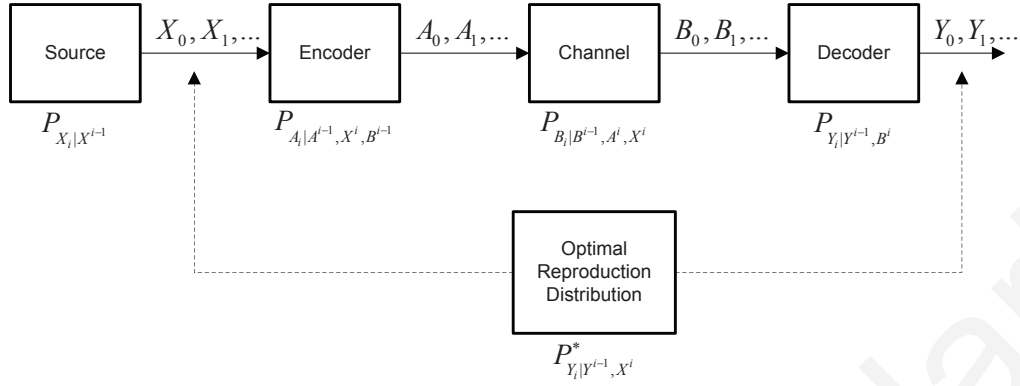 X_0, X_1,...
A_0, A_1,...
B_0, B_1,...
Y_0, Y_1,...
Source
Encoder
Channel
Decoder
P_{X_i|X^{i-1}}
P_{A_i|A^{i-1},X^i,B^{i-1}}
P_{B_i|B^{i-1},A^i,X^i}
P_{Y_i|Y^{i-1},B^i}
Optimal
Reproduction
Distribution
P^*_{Y_i|Y^{i-1},X^i}